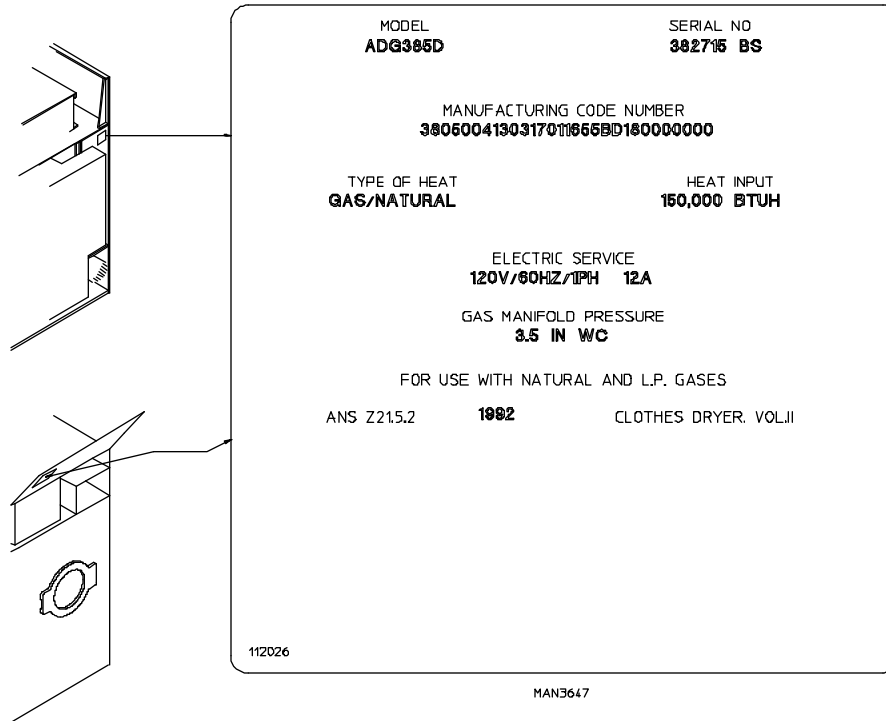 MODEL SERIAL NO
ADG385D 382715 BS
MANUFACTURING CODE NUMBER
3805004130317011655BD180000000
TYPE OF HEAT HEAT INPUT
GAS/NATURAL 150,000 BTUH
ELECTRIC SERVICE
120V/60HZ/1PH 12A
GAS MANIFOLD PRESSURE
3.5 IN WC
FOR USE WITH NATURAL AND L.P. GASES
ANS Z21.5.2 1992 CLOTHES DRYER. VOL.II
112026
MAN3647